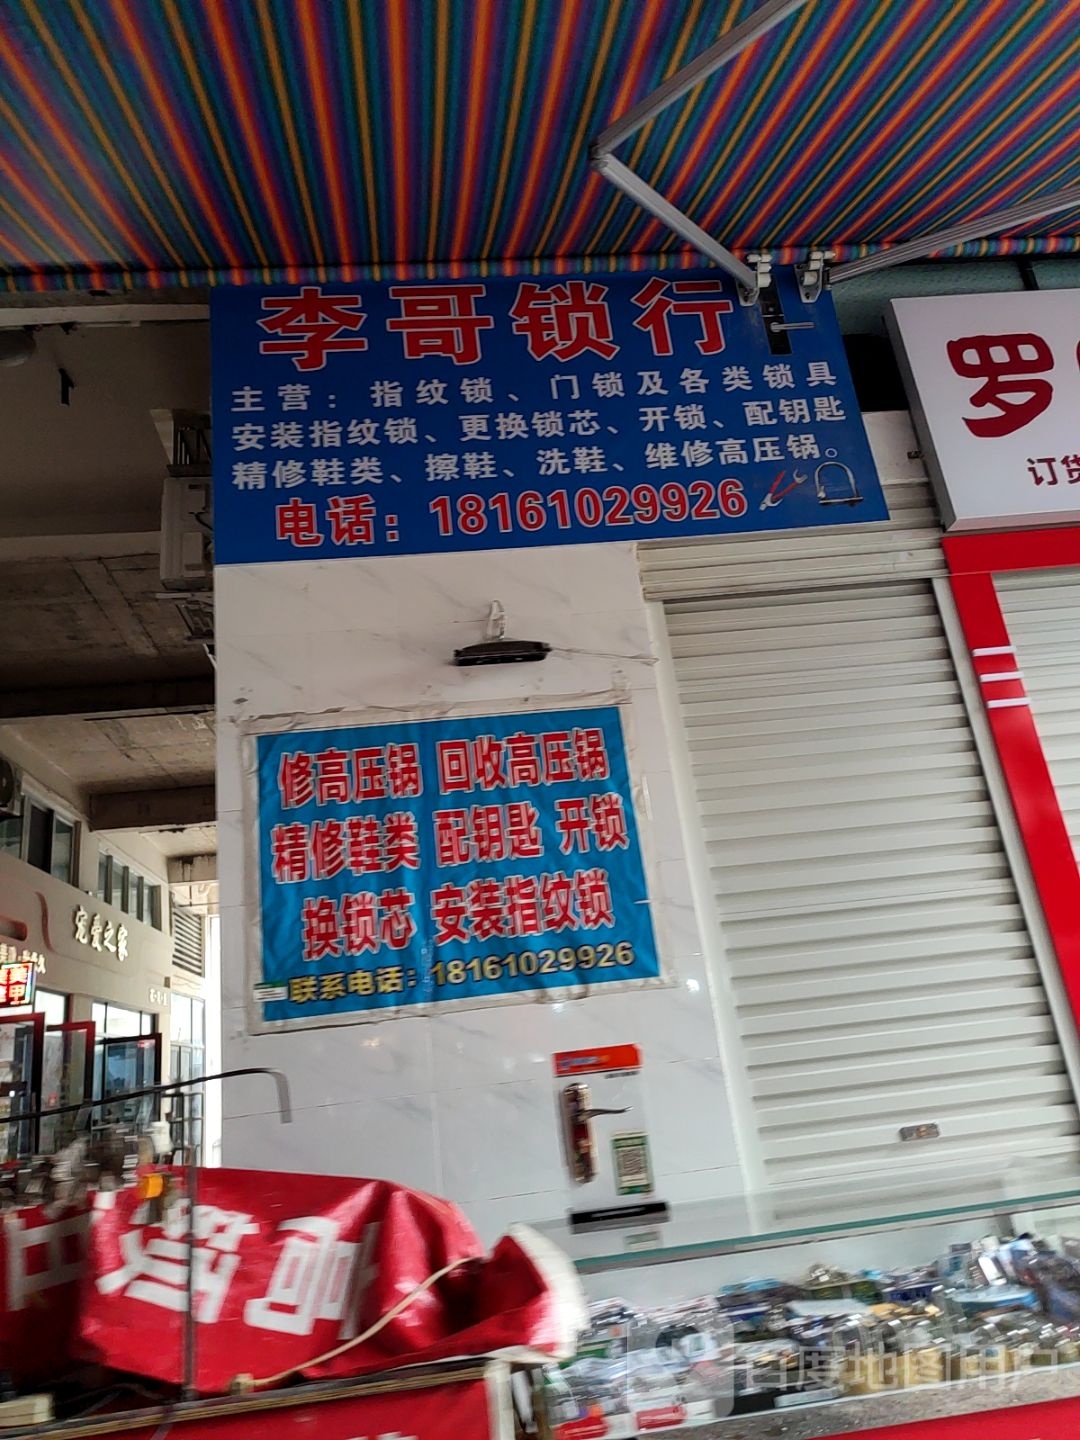 李哥锁行
主营：指纹锁、门锁及各类锁具
安装指纹锁、更换锁芯、开锁、配钥匙
精修鞋类、擦鞋、洗鞋、维修高压锅。
电话：18161029926
罗
订货
修高压锅 回收高压锅
精修鞋类 配钥匙 开锁
换锁芯 安装指纹锁
联系电话：18161029926
宠爱之家
百度地图用户